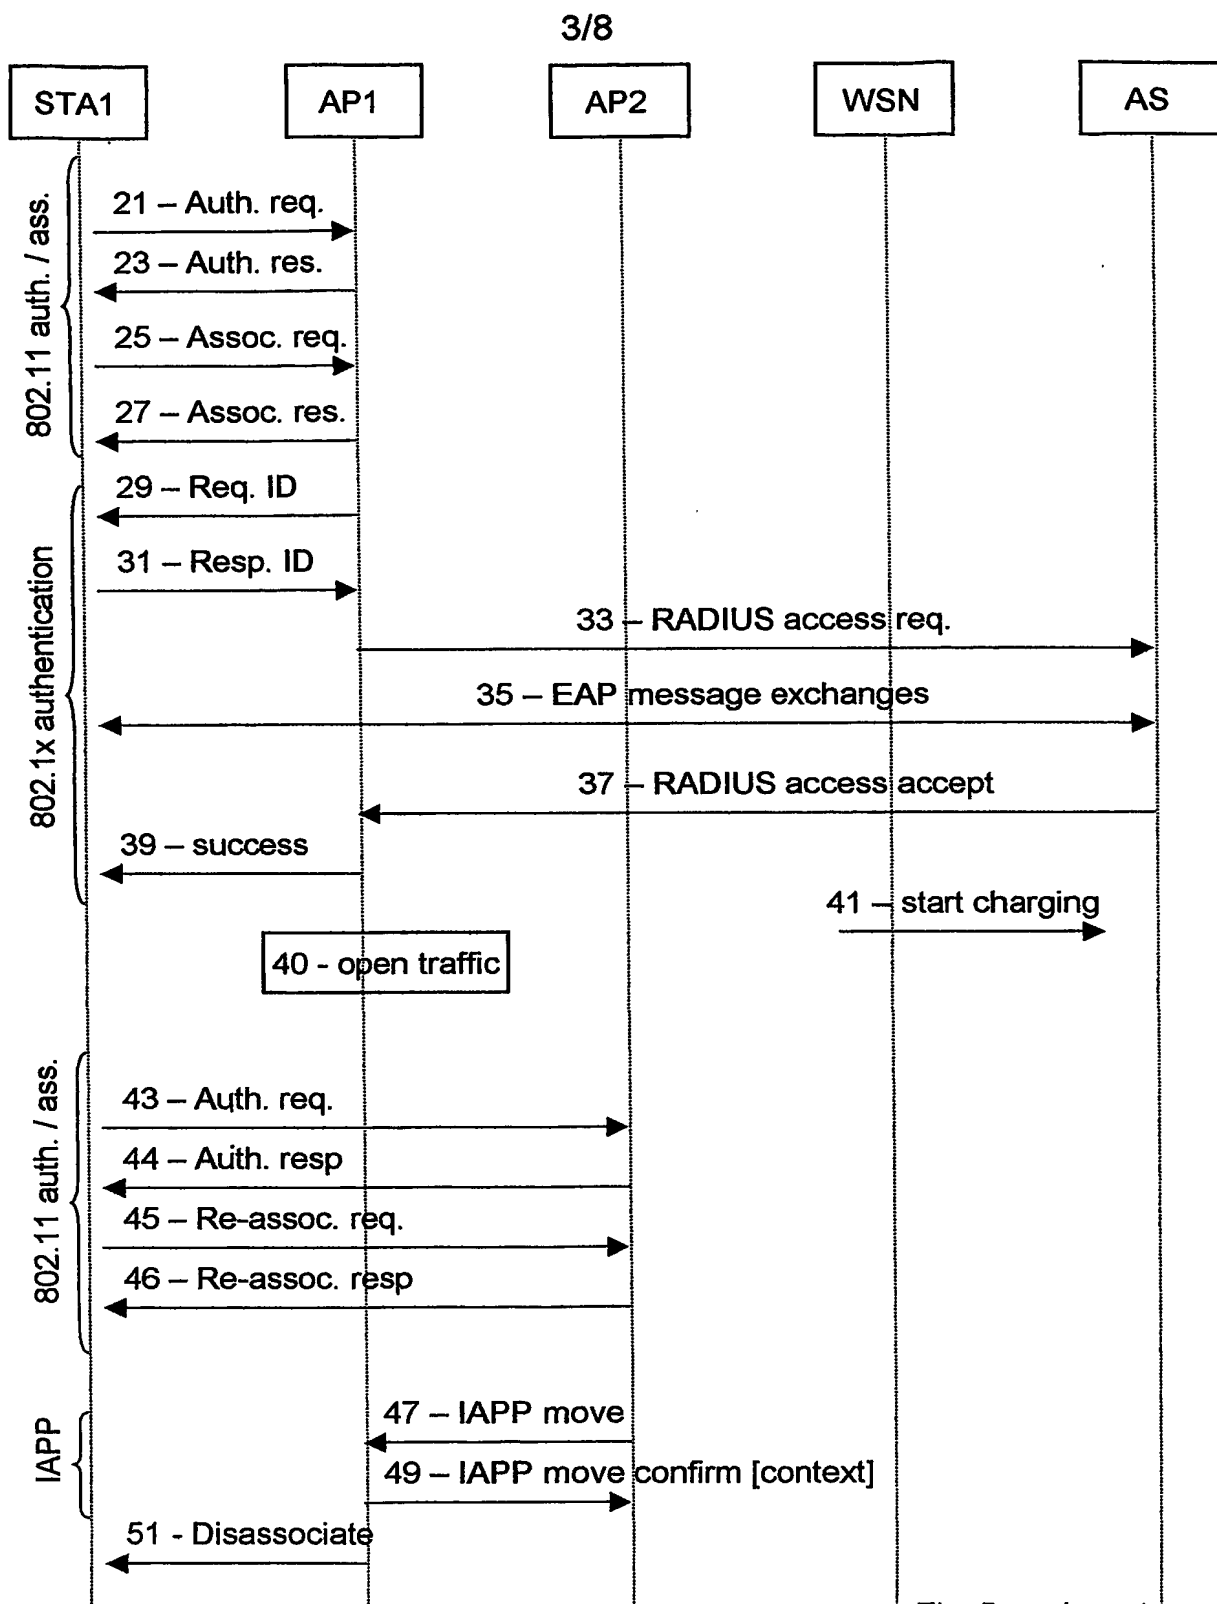 3/8
STA1
AP1
AP2
WSN
AS
802.11 auth. / ass.
21 – Auth. req.
23 – Auth. res.
25 – Assoc. req.
27 – Assoc. res.
802.1x authentication
29 – Req. ID
31 – Resp. ID
33 – RADIUS access req.
35 – EAP message exchanges
37 – RADIUS access accept
39 – success
41 – start charging
40 - open traffic
802.11 auth. / ass.
43 – Auth. req.
44 – Auth. resp
45 – Re-assoc. req.
46 – Re-assoc. resp
IAPP
47 – IAPP move
49 – IAPP move confirm [context]
51 - Disassociate